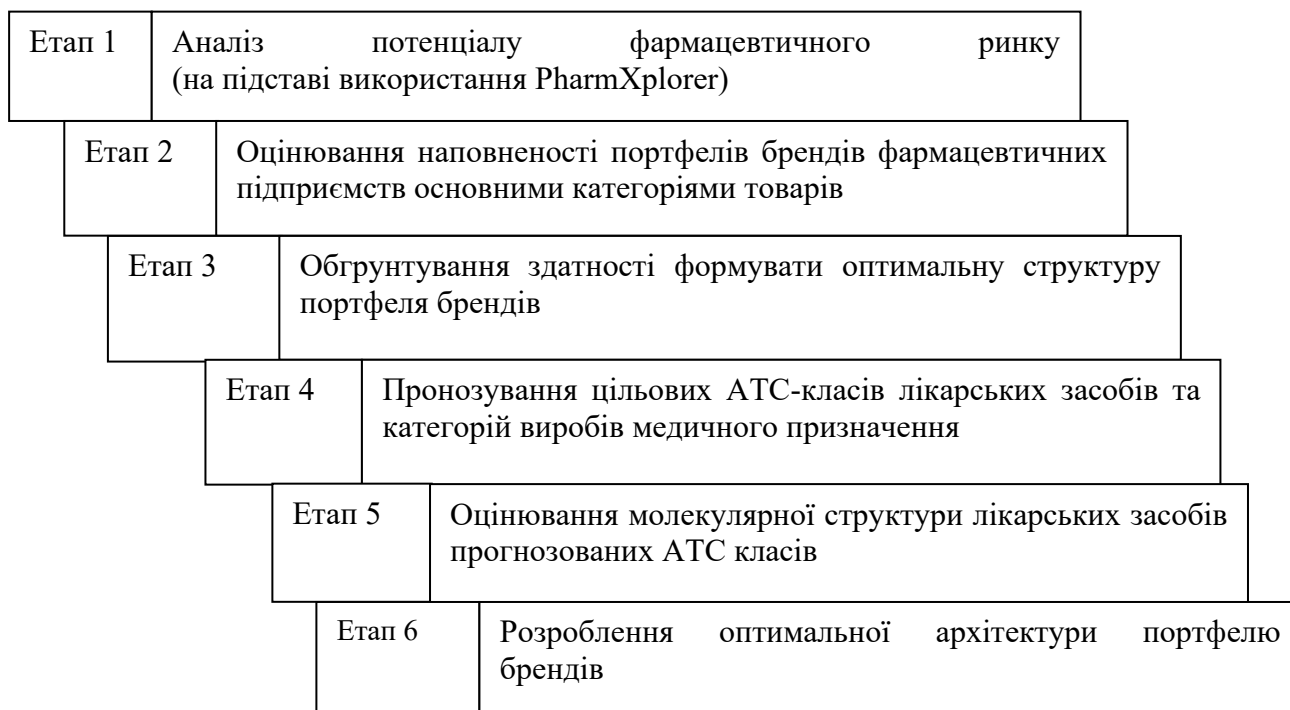 Етап 1 Аналіз потенціалу фармацевтичного ринку
(на підставі використання PharmXplorer)
Етап 2 Оцінювання наповненості портфелів брендів фармацевтичних
підприємств основними категоріями товарів
Етап 3 Обгрунтування здатності формувати оптимальну структуру
портфеля брендів
Етап 4 Пронозування цільових АТС-класів лікарських засобів та
категорій виробів медичного призначення
Етап 5 Оцінювання молекулярної структури лікарських засобів
прогнозованих АТС класів
Етап 6 Розроблення оптимальної архітектури портфелю
брендів